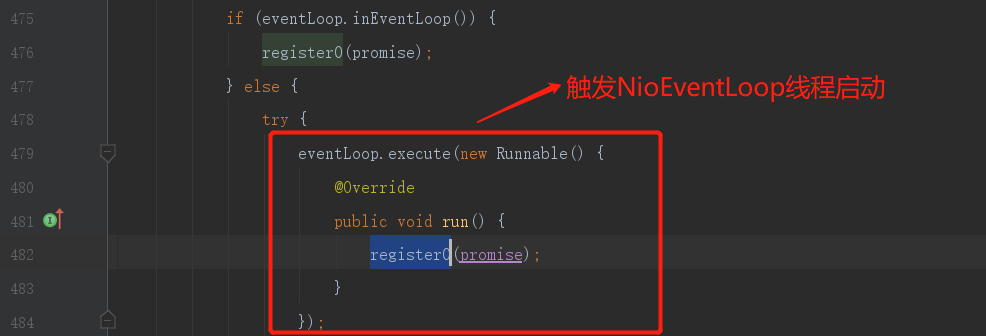 475 if (eventLoop.inEventLoop()) {
476 register0(promise);
477 } else {
触发NioEventLoop线程启动
478 try {
479 eventLoop.execute(new Runnable() {
480 @Override
481 public void run() {
482 register0(promise);
483 }
484 });